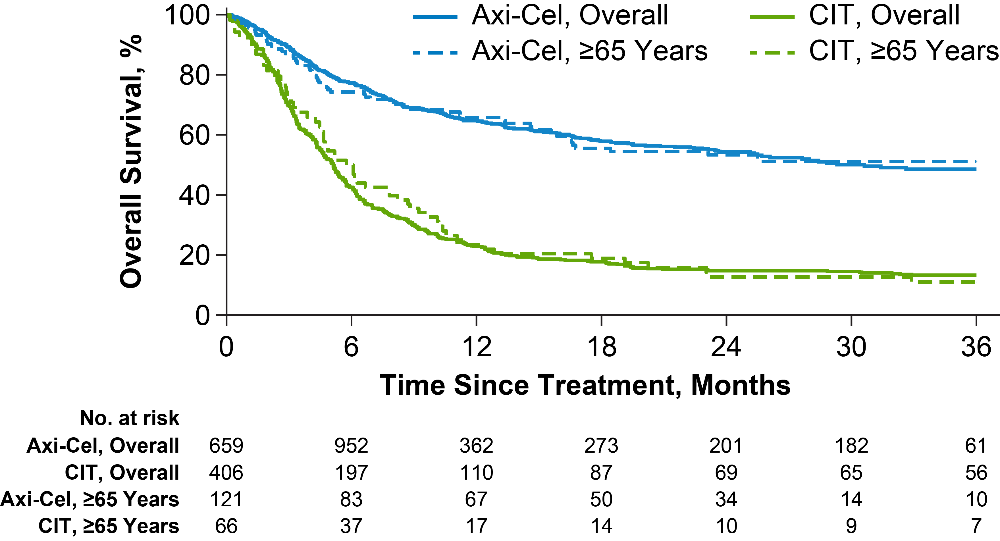 Axi-Cel, Overall
CIT, Overall
Axi-Cel, ≥65 Years
CIT, ≥65 Years
Overall Survival, %
100
80
60
40
20
0
0 6 12 18 24 30 36
Time Since Treatment, Months
No. at risk
Axi-Cel, Overall 659 952 362 273 201 182 61
CIT, Overall 406 197 110 87 69 65 56
Axi-Cel, ≥65 Years 121 83 67 50 34 14 10
CIT, ≥65 Years 66 37 17 14 10 9 7